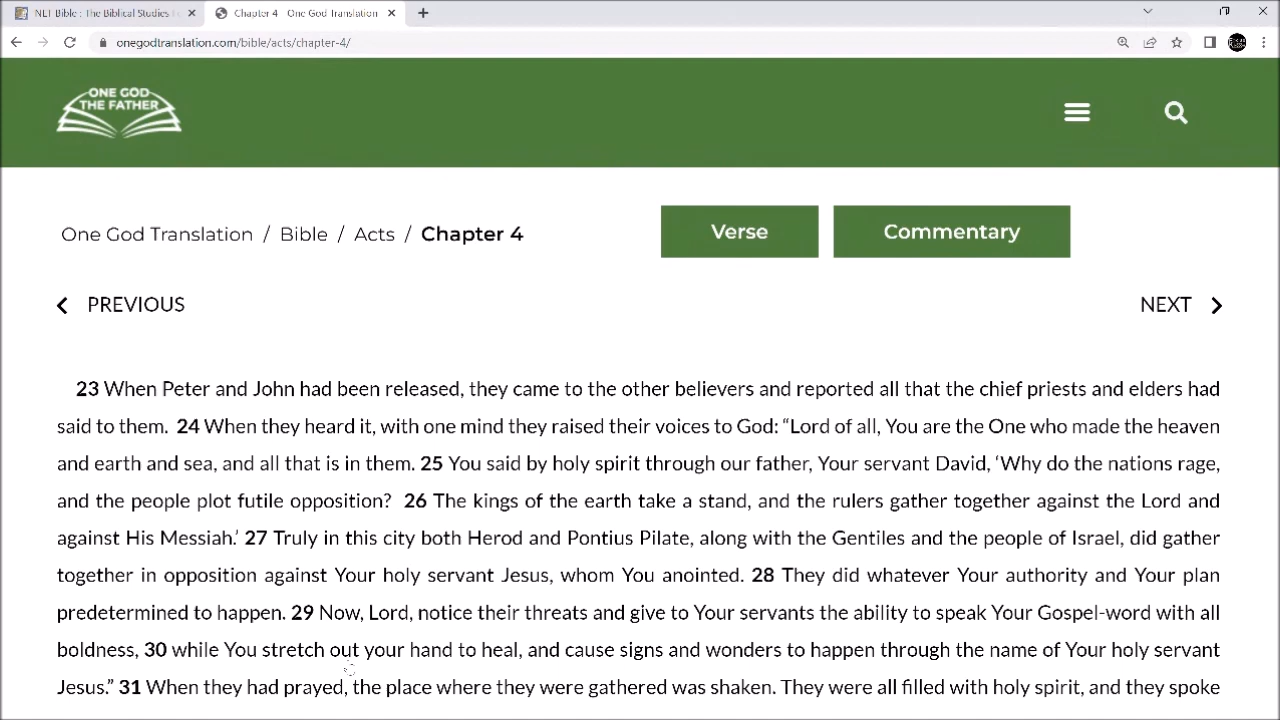 NLT Bible : The Biblical Studies
Chapter 4 - One God Translation
onegodtranslation.com/bible/acts/chapter-4/
ONE GOD
THE FATHER
One God Translation / Bible / Acts / Chapter 4
Verse
Commentary
PREVIOUS
NEXT
23 When Peter and John had been released, they came to the other believers and reported all that the chief priests and elders had
said to them. 24 When they heard it, with one mind they raised their voices to God: “Lord of all, You are the One who made the heaven
and earth and sea, and all that is in them. 25 You said by holy spirit through our father, Your servant David, ‘Why do the nations rage,
and the people plot futile opposition? 26 The kings of the earth take a stand, and the rulers gather together against the Lord and
against His Messiah.’ 27 Truly in this city both Herod and Pontius Pilate, along with the Gentiles and the people of Israel, did gather
together in opposition against Your holy servant Jesus, whom You anointed. 28 They did whatever Your authority and Your plan
predetermined to happen. 29 Now, Lord, notice their threats and give to Your servants the ability to speak Your Gospel-word with all
boldness, 30 while You stretch out your hand to heal, and cause signs and wonders to happen through the name of Your holy servant
Jesus.” 31 When they had prayed, the place where they were gathered was shaken. They were all filled with holy spirit, and they spoke